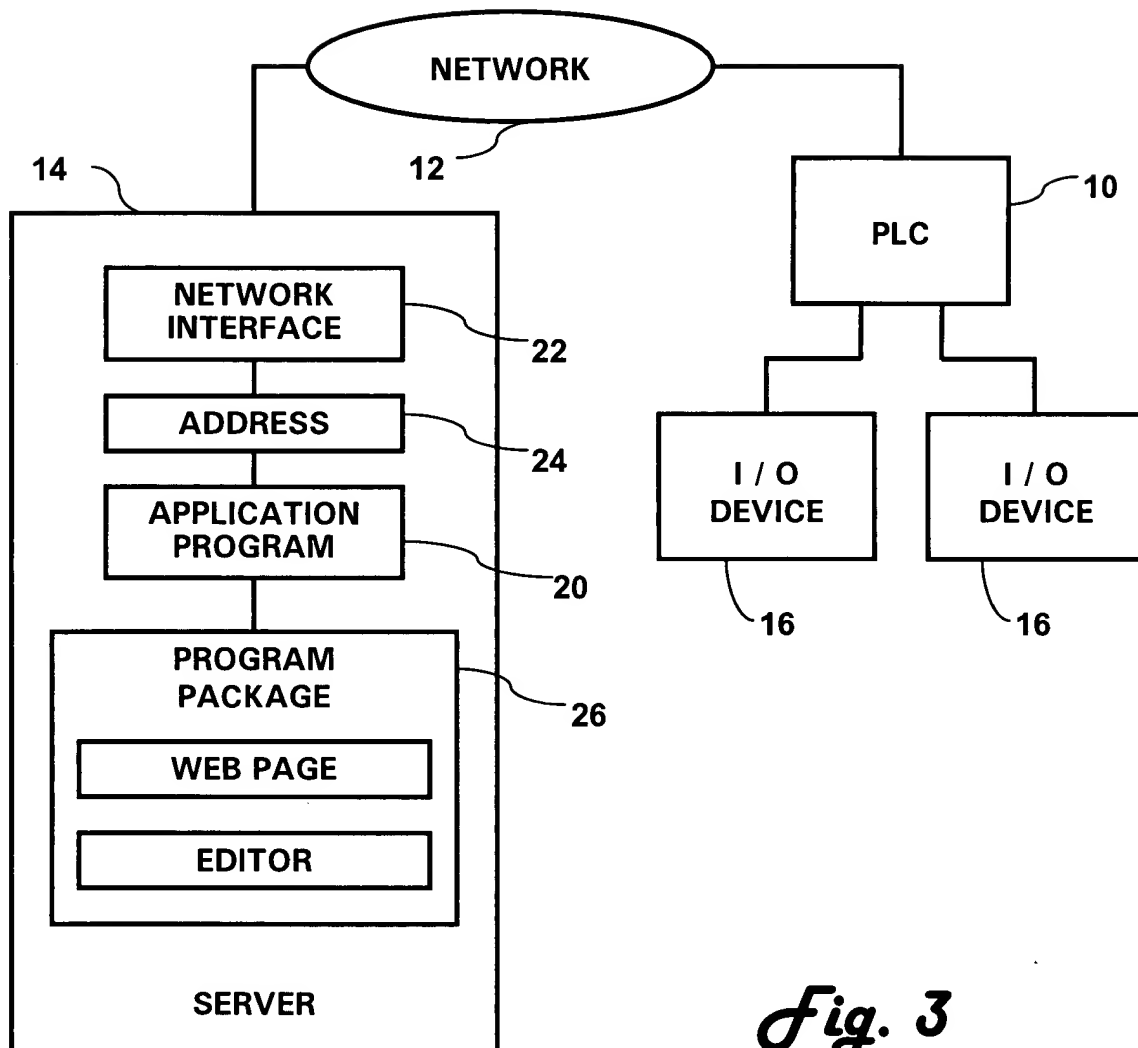 NETWORK
12
14
10
PLC
NETWORK
INTERFACE
22
ADDRESS
24
APPLICATION
PROGRAM
20
I / O
DEVICE
I / O
DEVICE
16
16
PROGRAM
PACKAGE
26
WEB PAGE
EDITOR
SERVER
Fig. 3